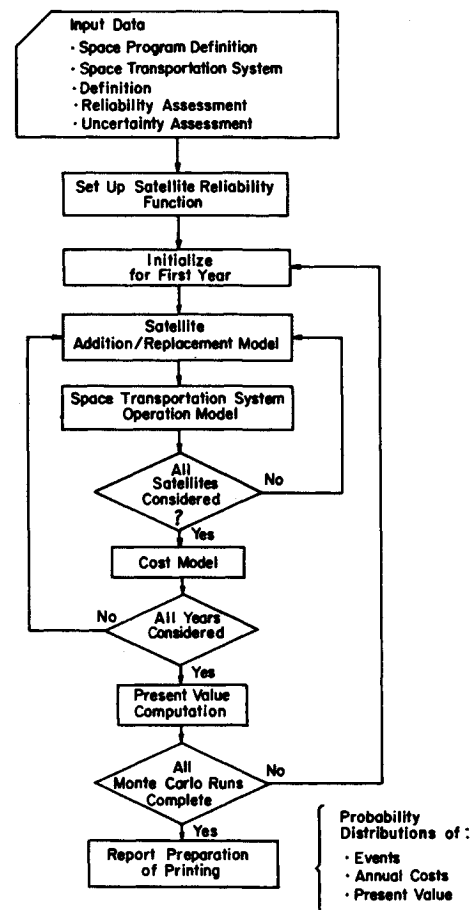 Input Data
· Space Program Definition
· Space Transportation System
· Definition
· Reliability Assessment
· Uncertainty Assessment
Set Up Satellite Reliability
Function
Initialize
for First Year
Satellite
Addition/Replacement Model
Space Transportation System
Operation Model
All
Satellites
Considered
?
No
Yes
Cost Model
No
All Years
Considered
Yes
Present Value
Computation
All
Monte Carlo Runs
Complete
No
Yes
Report Preparation
of Printing
Probability
Distributions of :
· Events
· Annual Costs
· Present Value